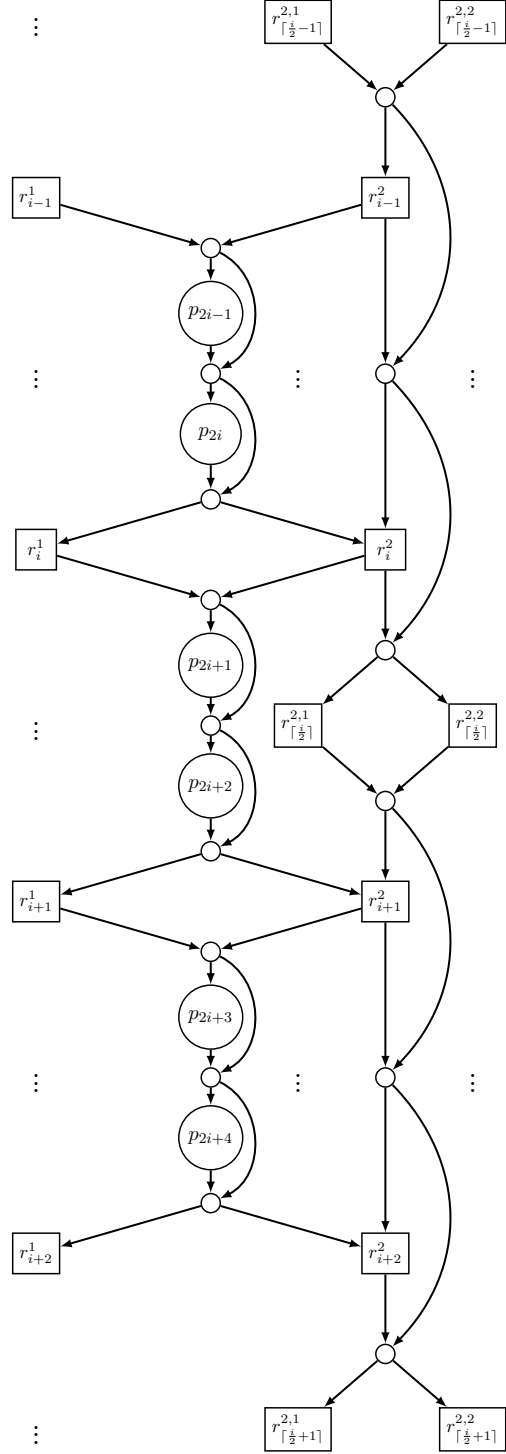 ⋮ r^{2,1}_{⌈i/2−1⌉} r^{2,2}_{⌈i/2−1⌉}
r^1_{i−1} r^2_{i−1}
p_{2i−1}
⋮ ⋮ ⋮
p_{2i}
r^1_i r^2_i
p_{2i+1}
⋮ r^{2,1}_{⌈i/2⌉} r^{2,2}_{⌈i/2⌉}
p_{2i+2}
r^1_{i+1} r^2_{i+1}
p_{2i+3}
⋮ ⋮ ⋮
p_{2i+4}
r^1_{i+2} r^2_{i+2}
⋮ r^{2,1}_{⌈i/2+1⌉} r^{2,2}_{⌈i/2+1⌉}